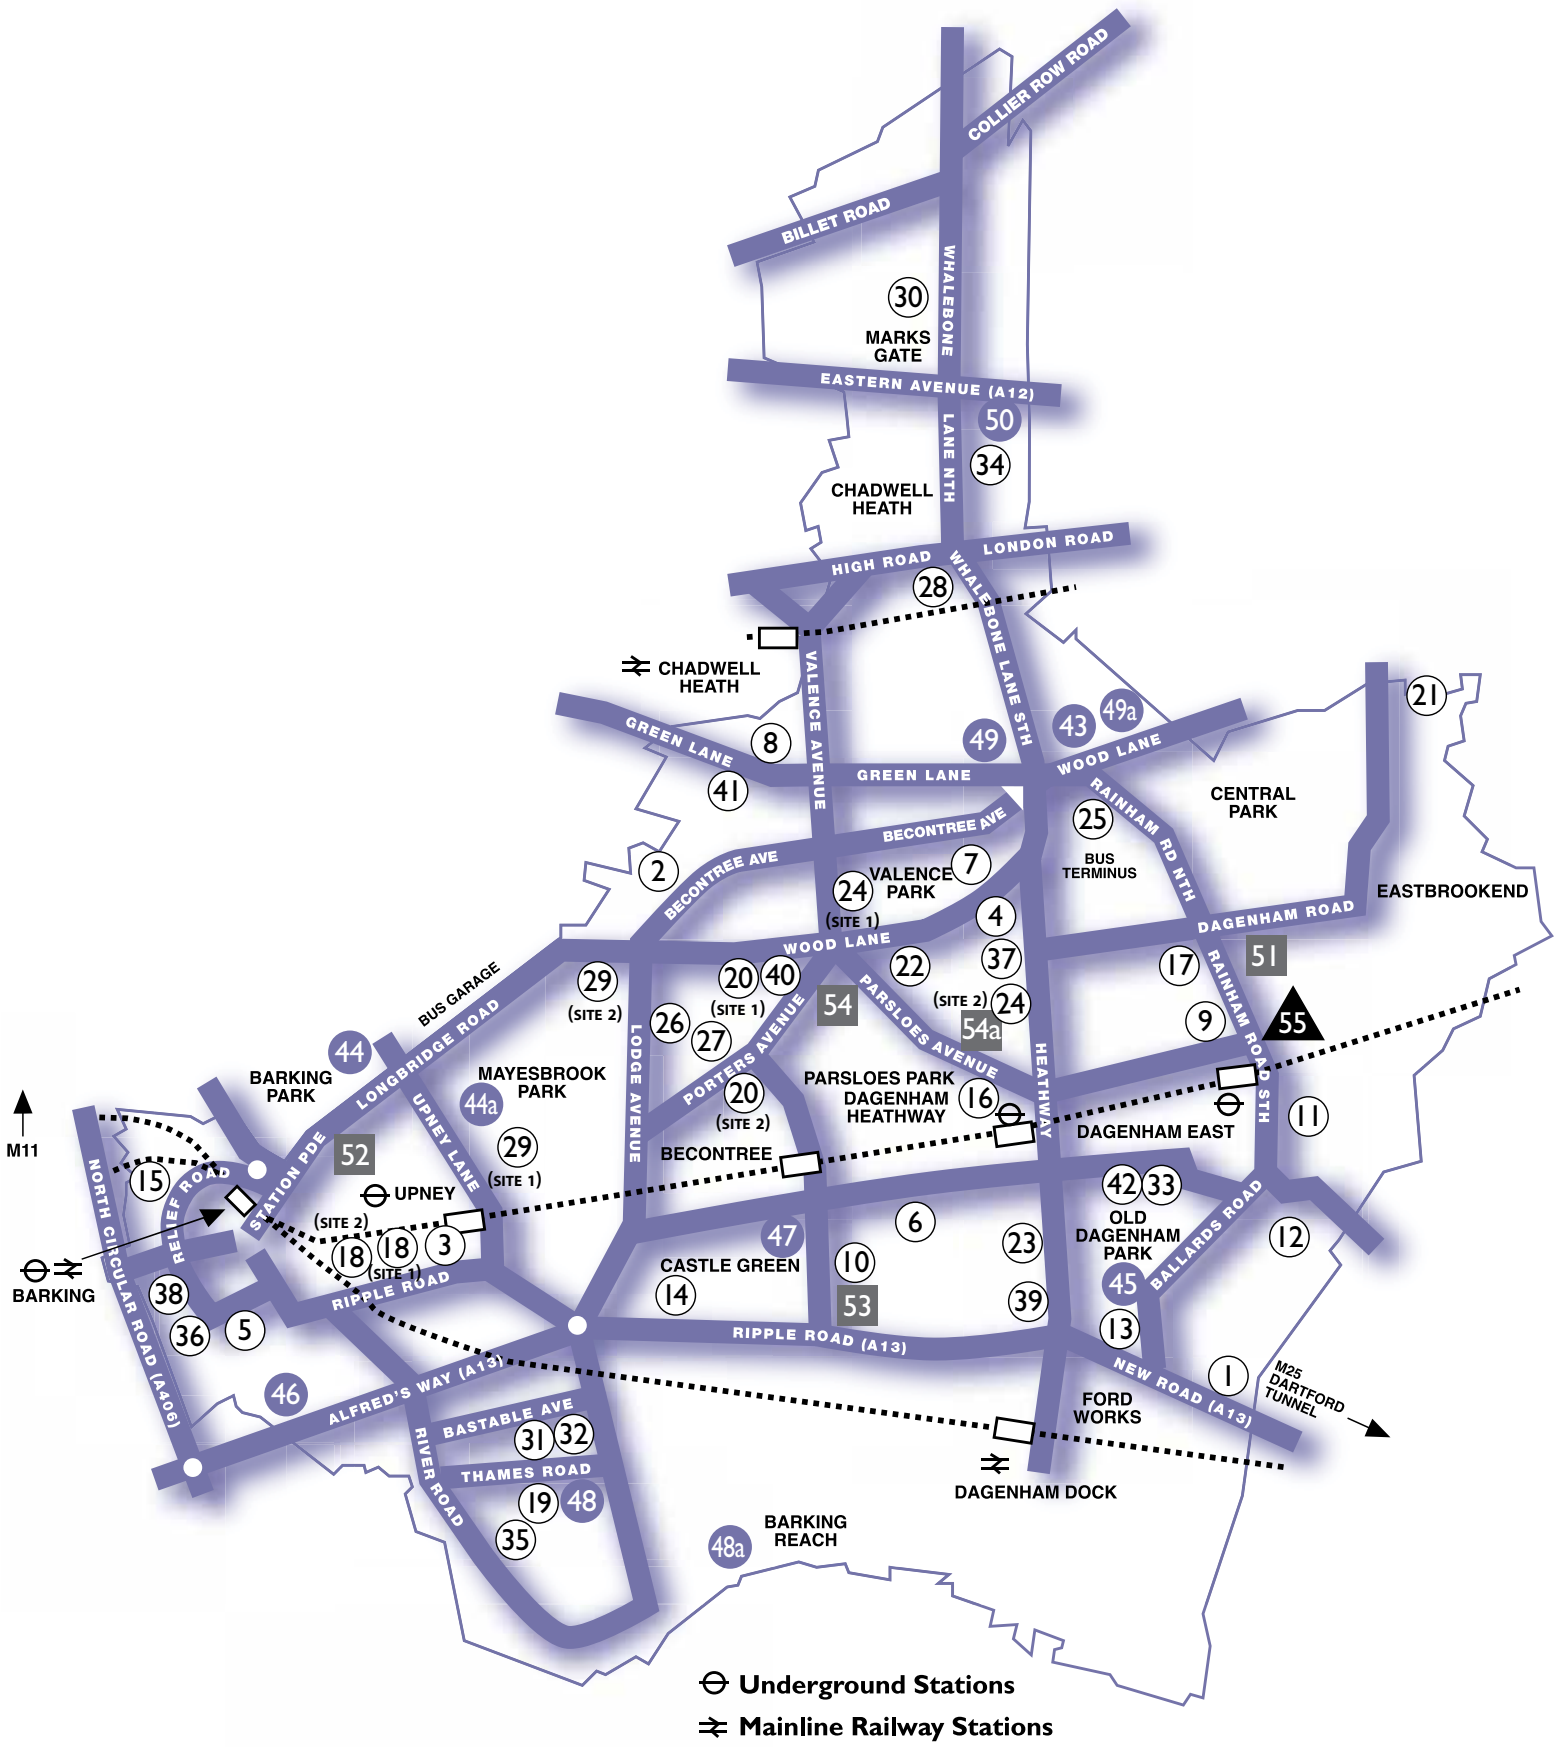 COLLIER ROW ROAD
BILLET ROAD
WHALEBONE
30
MARKS
GATE
EASTERN AVENUE (A12)
50
LANE NTH
34
CHADWELL
HEATH
HIGH ROAD
LONDON ROAD
28
WHALEBONE LANE STH
CHADWELL
HEATH
VALENCE AVENUE
21
GREEN LANE
8
49
43
49a
WOOD LANE
41
GREEN LANE
CENTRAL
PARK
RAINHAM RD NTH
25
BUS
TERMINUS
BECONTREE AVE
BECONTREE AVE
2
7
VALENCE
PARK
24
(SITE 1)
EASTBROOKEND
4
DAGENHAM ROAD
WOOD LANE
22
37
17
51
RAINHAM ROAD STH
BUS GARAGE
LONGBRIDGE ROAD
29
(SITE 2)
20
(SITE 1)
40
54
PARSLOES AVENUE
(SITE 2)
24
54a
26
27
PORTERS AVENUE
LODGE AVENUE
9
55
HEATHWAY
44
BARKING
PARK
MAYESBROOK
PARK
44a
UPNEY LANE
20
(SITE 2)
PARSLOES PARK
DAGENHAM
HEATHWAY
16
11
DAGENHAM EAST
M11
NORTH CIRCULAR ROAD (A406)
15
RELIEF ROAD
STATION PDE
52
29
(SITE 1)
BECONTREE
UPNEY
(SITE 2)
18
18
(SITE 1)
3
42
33
OLD
DAGENHAM
PARK
BALLARDS ROAD
12
6
47
23
10
CASTLE GREEN
BARKING
38
36
5
RIPPLE ROAD
14
53
39
45
13
RIPPLE ROAD (A13)
NEW ROAD (A13)
1
M25
DARTFORD
TUNNEL
46
ALFRED'S WAY (A13)
FORD
WORKS
BASTABLE AVE
31
32
RIVER ROAD
THAMES ROAD
19
48
35
DAGENHAM DOCK
48a
BARKING
REACH
Underground Stations
Mainline Railway Stations